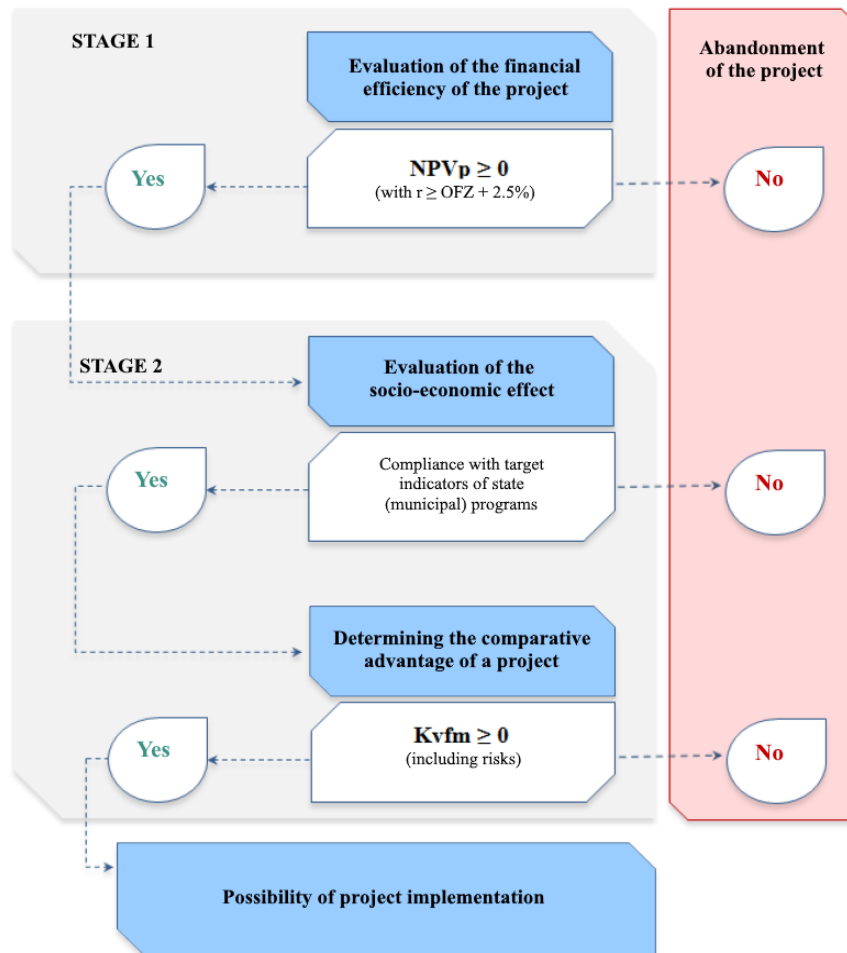 STAGE 1
Evaluation of the financial
efficiency of the project
Abandonment
of the project
Yes
NPVp ≥ 0
(with r ≥ OFZ + 2.5%)
No
STAGE 2
Evaluation of the
socio-economic effect
Yes
Compliance with target
indicators of state
(municipal) programs
No
Determining the comparative
advantage of a project
Yes
Kvfm ≥ 0
(including risks)
No
Possibility of project implementation